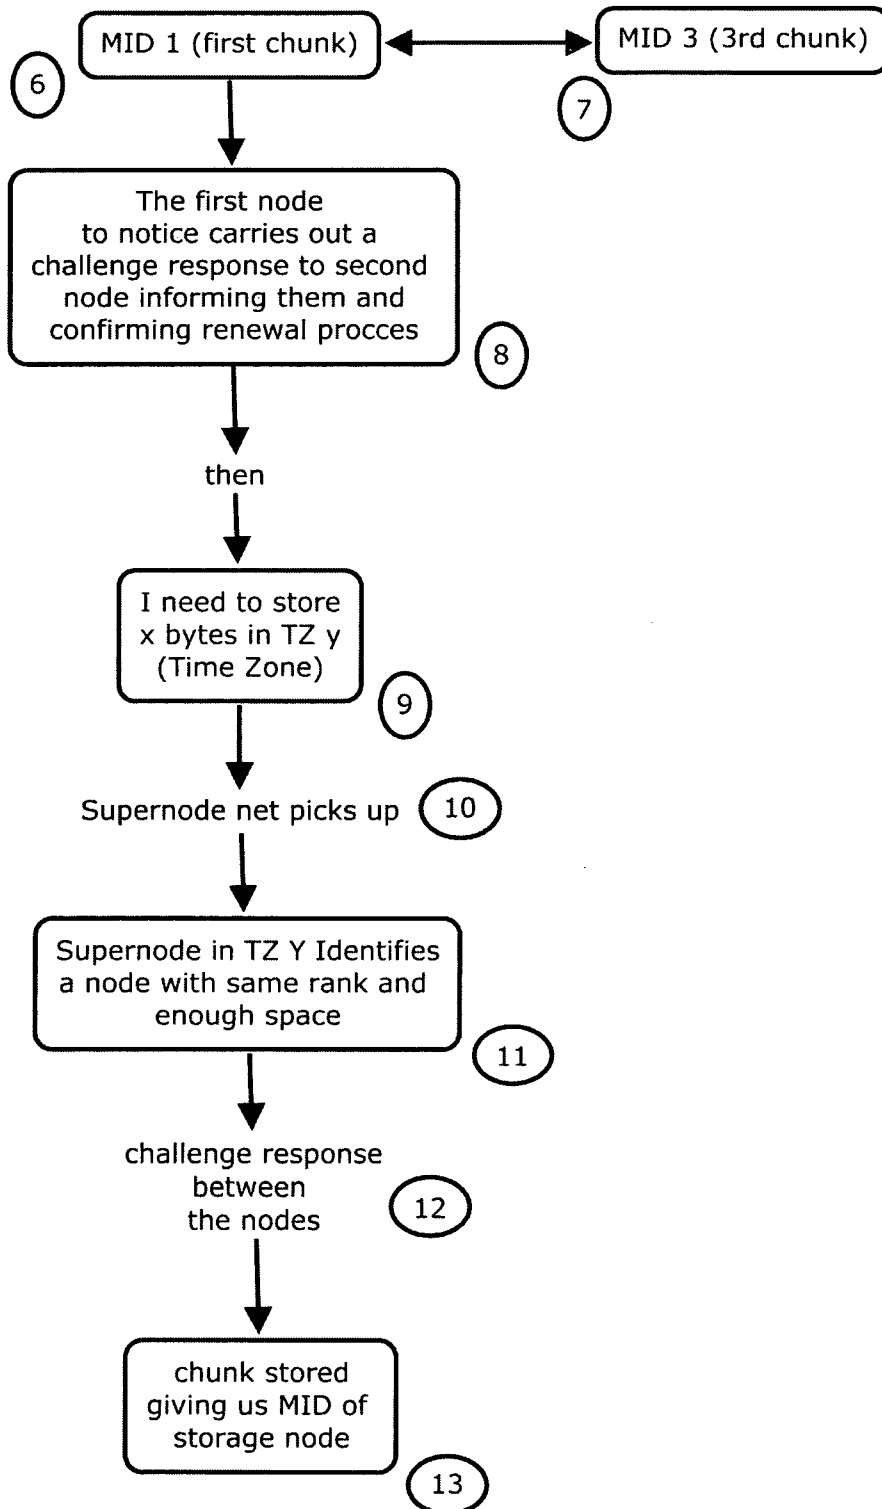 MID 1 (first chunk)
MID 3 (3rd chunk)
6
7
The first node
to notice carries out a
challenge response to second
node informing them and
confirming renewal procces
8
then
I need to store
x bytes in TZ y
(Time Zone)
9
Supernode net picks up
10
Supernode in TZ Y Identifies
a node with same rank and
enough space
11
challenge response
between
the nodes
12
chunk stored
giving us MID of
storage node
13